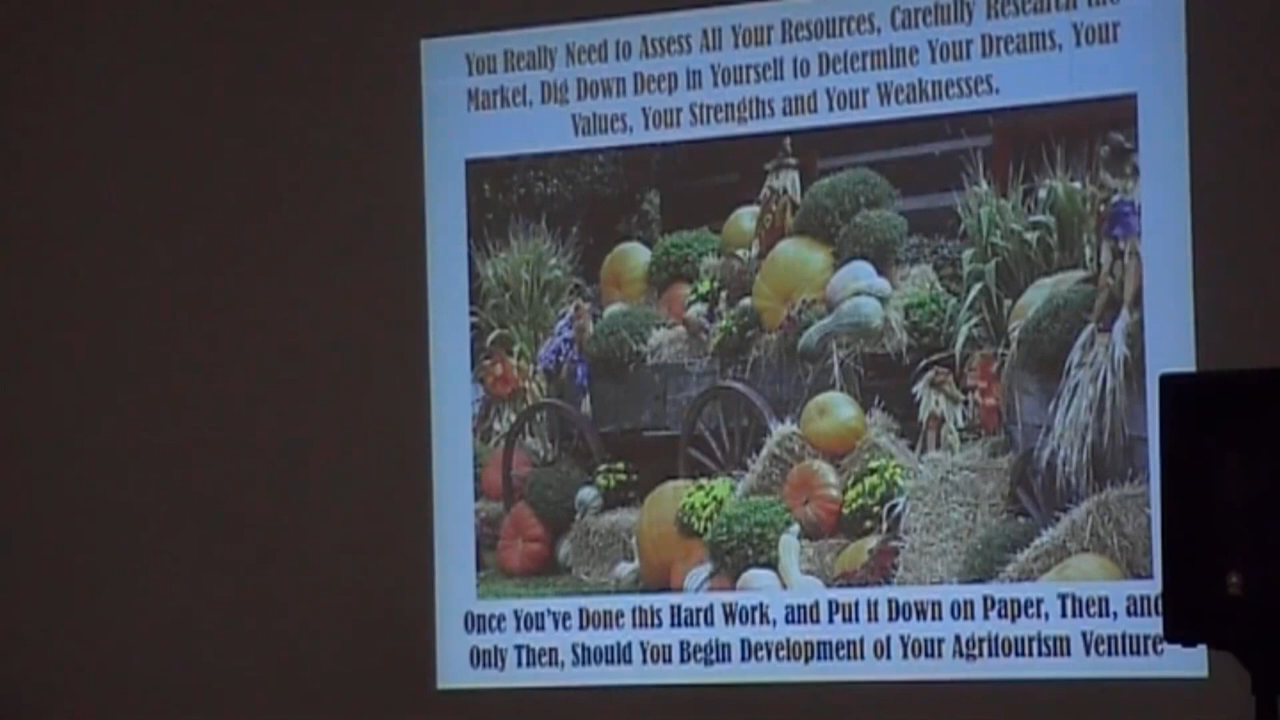 You Really Need to Assess All Your Resources, Carefully Research the
Market, Dig Down Deep in Yourself to Determine Your Dreams, Your
Values, Your Strengths and Your Weaknesses.
Once You've Done this Hard Work, and Put it Down on Paper, Then, and
Only Then, Should You Begin Development of Your Agritourism Venture